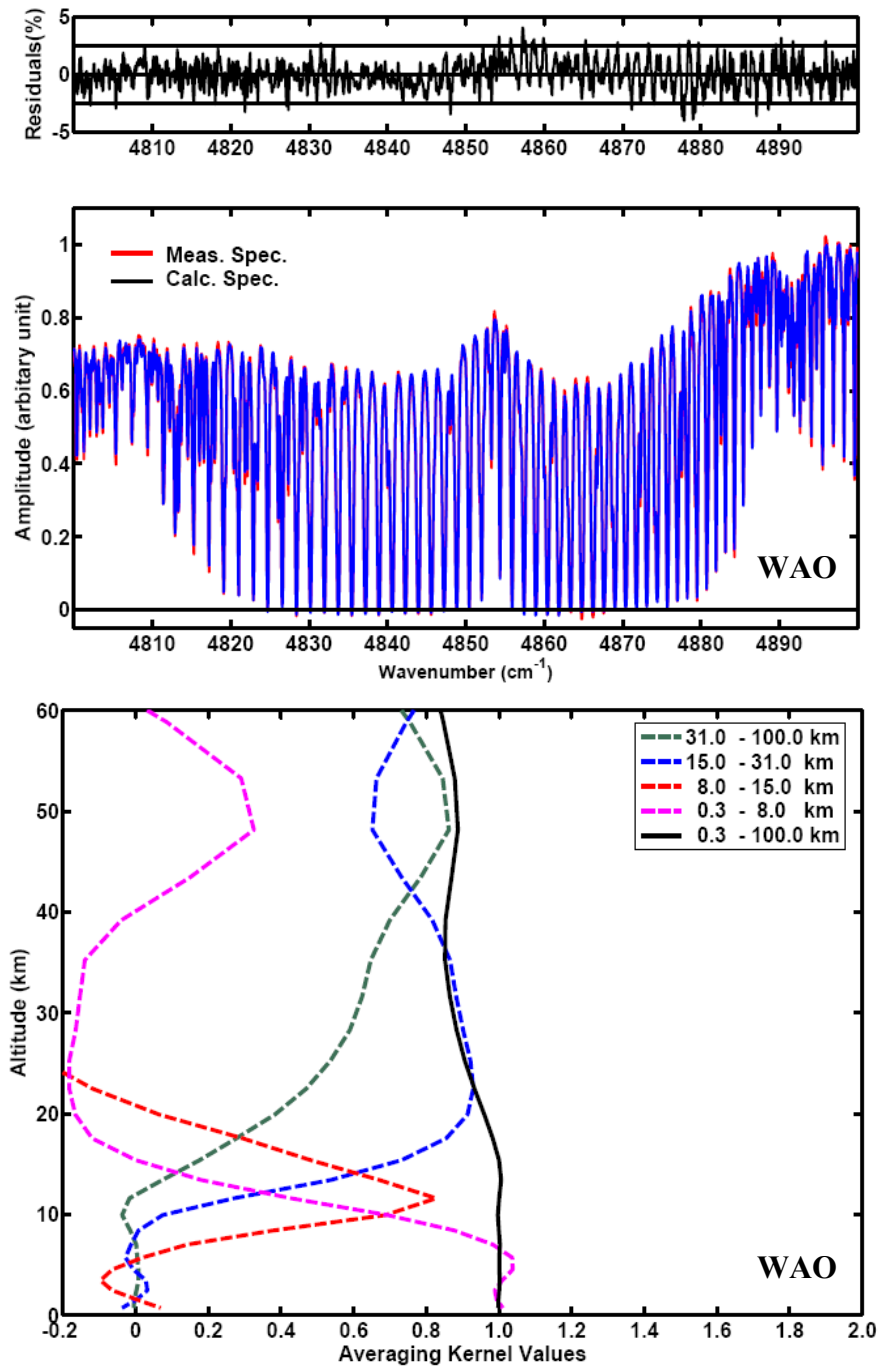 Residuals(%)
5
0
-5
4810 4820 4830 4840 4850 4860 4870 4880 4890
Amplitude (arbitary unit)
1
0.8
0.6
0.4
0.2
0
Meas. Spec.
Calc. Spec.
WAO
4810 4820 4830 4840 4850 4860 4870 4880 4890
Wavenumber (cm⁻¹)
Altitude (km)
60
50
40
30
20
10
0
31.0 - 100.0 km
15.0 - 31.0 km
8.0 - 15.0 km
0.3 - 8.0 km
0.3 - 100.0 km
WAO
-0.2 0 0.2 0.4 0.6 0.8 1.0 1.2 1.4 1.6 1.8 2.0
Averaging Kernel Values